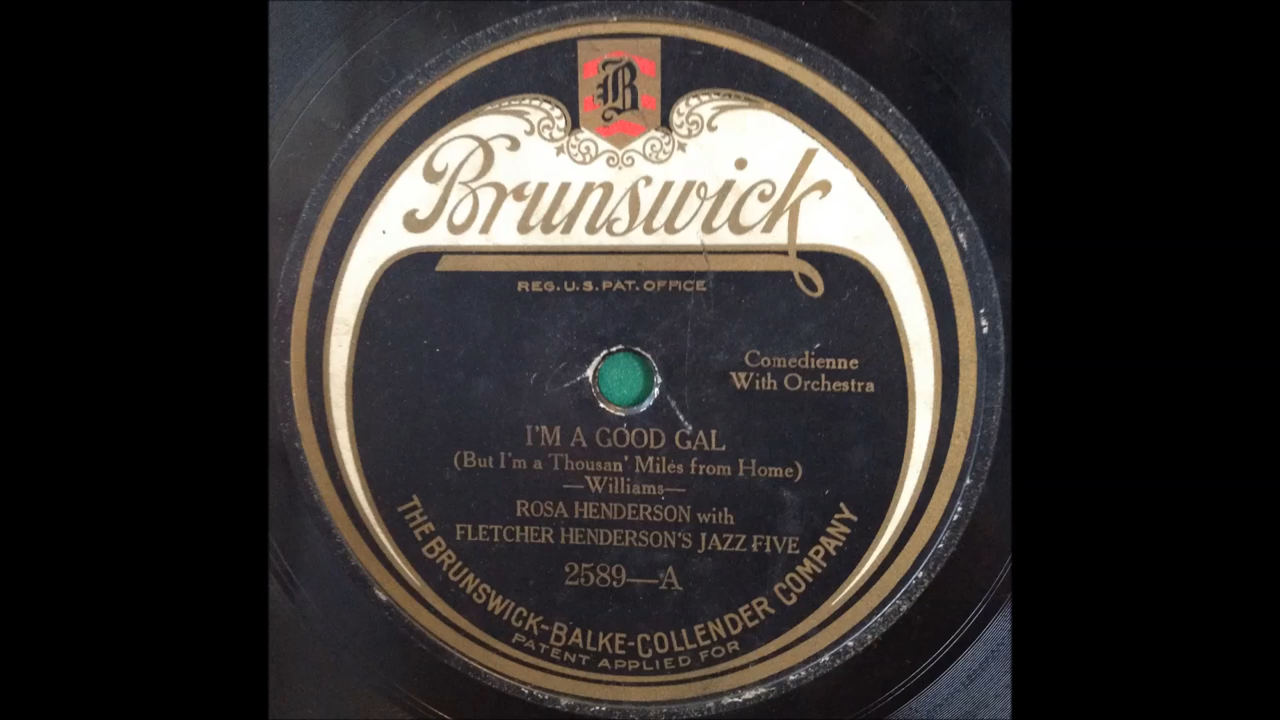 B
Brunswick
REG. U.S. PAT. OFFICE
Comedienne
With Orchestra
I'M A GOOD GAL
(But I'm a Thousan' Miles from Home)
—Williams—
ROSA HENDERSON with
FLETCHER HENDERSON'S JAZZ FIVE
2589—A
THE BRUNSWICK-BALKE-COLLENDER COMPANY
PATENT APPLIED FOR